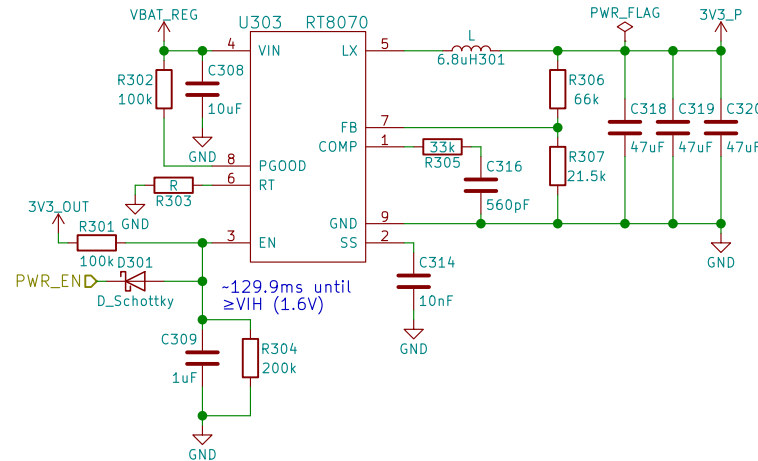 VBAT_REG
U303 RT8070
PWR_FLAG
3V3_P
4 VIN
LX 5
L
6.8uH301
R302
100k
C308
10uF
GND
R306
66k
C318
47uF
C319
47uF
C320
47uF
FB 7
COMP 1
33k
R305
C316
560pF
R307
21.5k
8 PGOOD
6 RT
R
R303
GND
3V3_OUT
R301
100k
3 EN
GND 9
SS 2
GND
D301
PWR_EN
D_Schottky
~129.9ms until
≥VIH (1.6V)
C314
10nF
GND
C309
1uF
R304
200k
GND